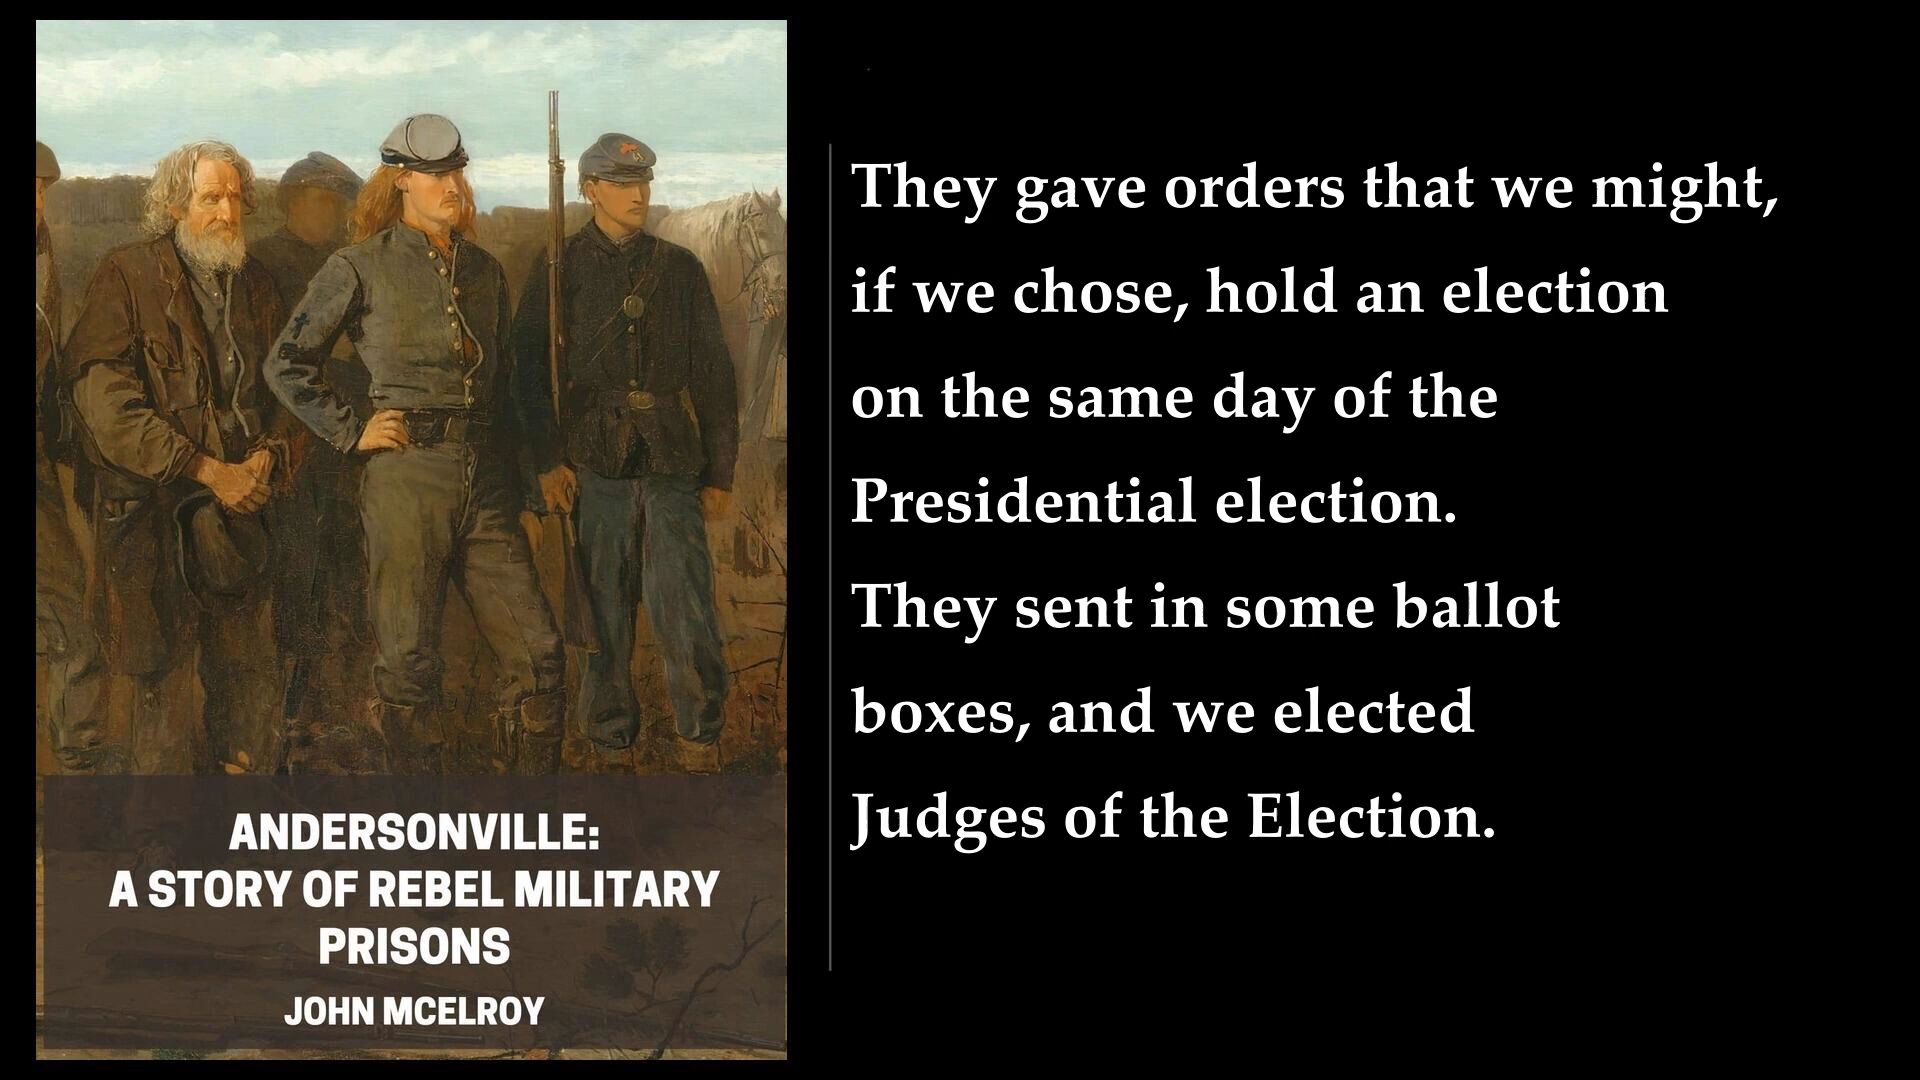 They gave orders that we might,
if we chose, hold an election
on the same day of the
Presidential election.
They sent in some ballot
boxes, and we elected
Judges of the Election.
ANDERSONVILLE:
A STORY OF REBEL MILITARY
PRISONS
JOHN MCELROY